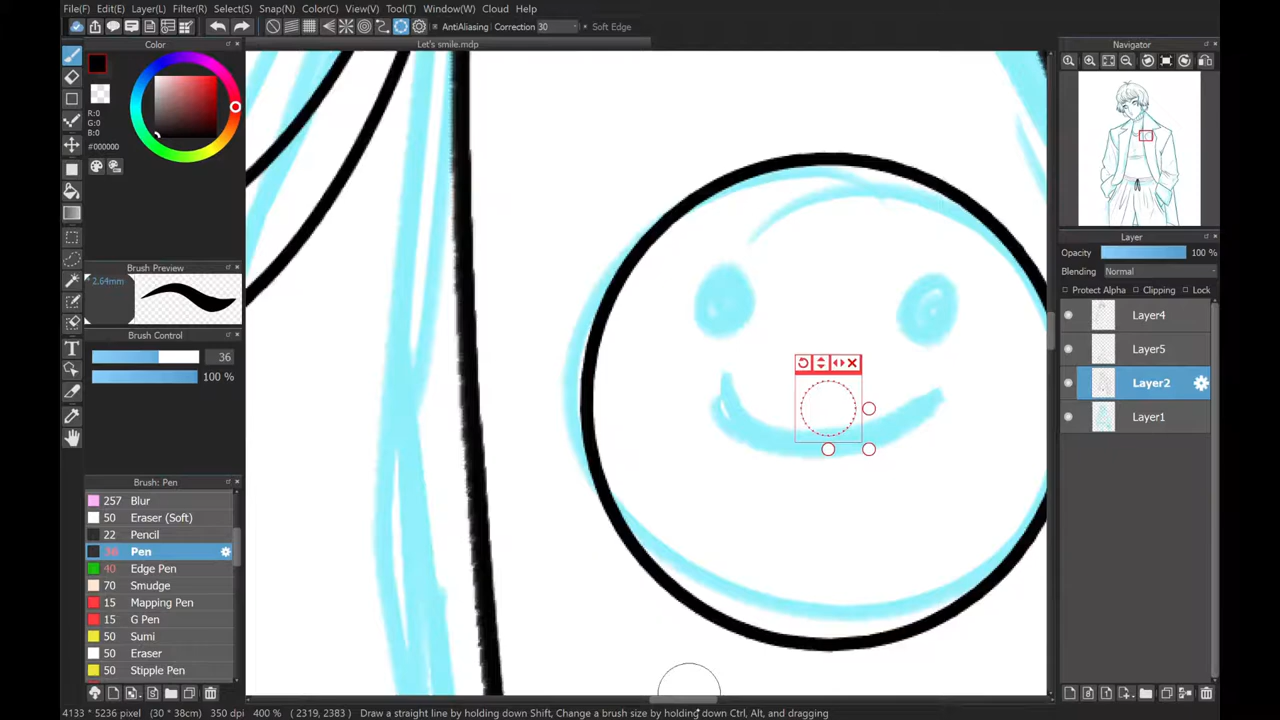 File(F) Edit(E) Layer(L) Filter(R) Select(S) Snap(N) Color(C) View(V) Tool(T) Window(W) Cloud Help
AntiAliasing Correction 30 Soft Edge
Let's smile.mdp
Color
R:0
G:0
B:0
#000000
Brush Preview
2.64mm
Brush Control
36
100 %
Brush: Pen
257 Blur
50 Eraser (Soft)
22 Pencil
36 Pen
40 Edge Pen
70 Smudge
15 Mapping Pen
15 G Pen
50 Sumi
50 Eraser
50 Stipple Pen
Navigator
Layer
Opacity 100 %
Blending Normal
Protect Alpha Clipping Lock
Layer4
Layer5
Layer2
Layer1
4133 * 5236 pixel (30 * 38cm) 350 dpi 400 % ( 2319, 2383 ) Draw a straight line by holding down Shift, Change a brush size by holding down Ctrl, Alt, and dragging